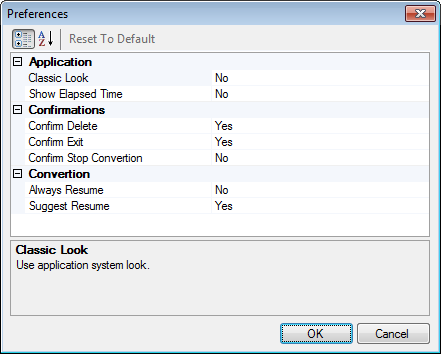 Preferences
A Z Reset To Default
Application
Classic Look No
Show Elapsed Time No
Confirmations
Confirm Delete Yes
Confirm Exit Yes
Confirm Stop Convertion No
Convertion
Always Resume No
Suggest Resume Yes
Classic Look
Use application system look.
OK Cancel